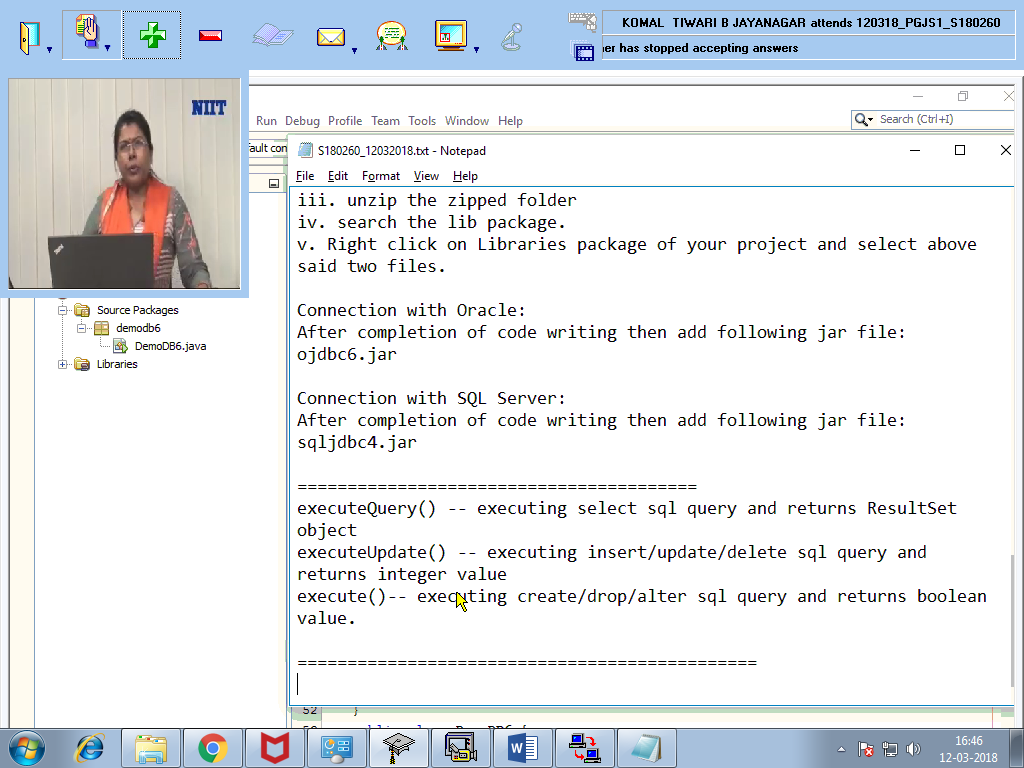 KOMAL TIWARI B JAYANAGAR attends 120318_PGJS1_S180260
er has stopped accepting answers
NIIT
Run Debug Profile Team Tools Window Help
Search (Ctrl+I)
ault con
S180260_12032018.txt - Notepad
File Edit Format View Help
iii. unzip the zipped folder
iv. search the lib package.
v. Right click on Libraries package of your project and select above
said two files.
Connection with Oracle:
After completion of code writing then add following jar file:
ojdbc6.jar
Connection with SQL Server:
After completion of code writing then add following jar file:
sqljdbc4.jar
========================================
executeQuery() -- executing select sql query and returns ResultSet
object
executeUpdate() -- executing insert/update/delete sql query and
returns integer value
execute()-- executing create/drop/alter sql query and returns boolean
value.
==============================================
Source Packages
demodb6
DemoDB6.java
Libraries
52 }
16:46
12-03-2018